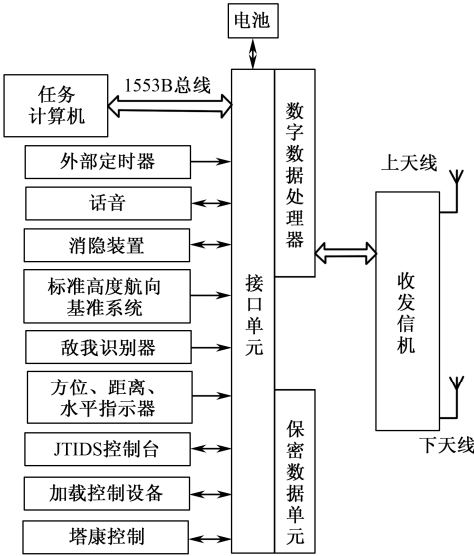 电池
1553B总线
任务
计算机
外部定时器
话音
消隐装置
标准高度航向
基准系统
敌我识别器
方位、距离、
水平指示器
JTIDS控制台
加载控制设备
塔康控制
接口单元
数字数据处理器
保密数据单元
上天线
收发信机
下天线